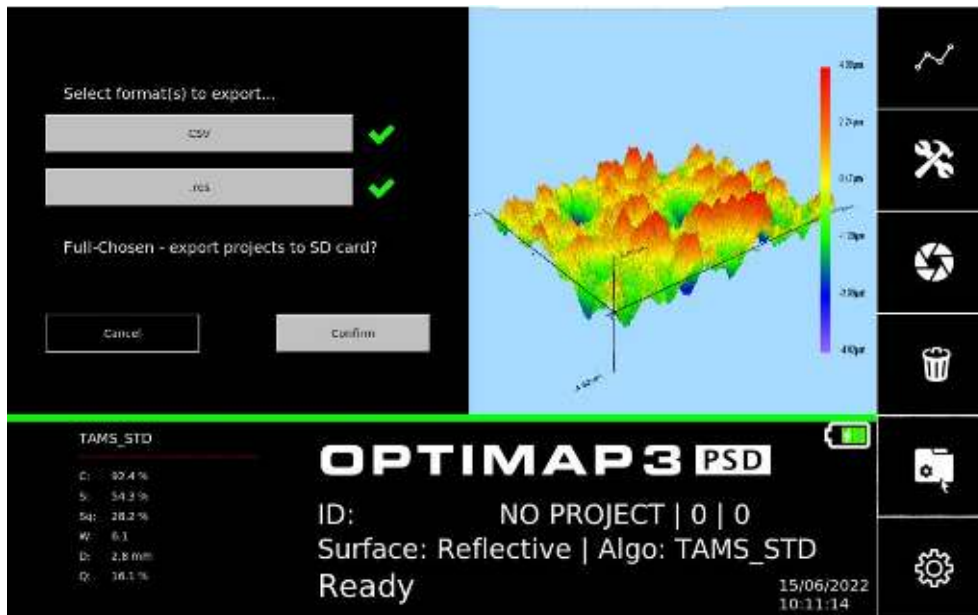 Select format(s) to export...
CSV
.res
Full-Chosen - export projects to SD card?
Cancel
Confirm
TAMS_STD
C: 92.4 %
S: 54.3 %
Sq: 28.2 %
W: 6.1
D: 2.8 mm
Q: 16.1 %
OPTIMAP3 PSD
ID: NO PROJECT | 0 | 0
Surface: Reflective | Algo: TAMS_STD
Ready
15/06/2022
10:11:14